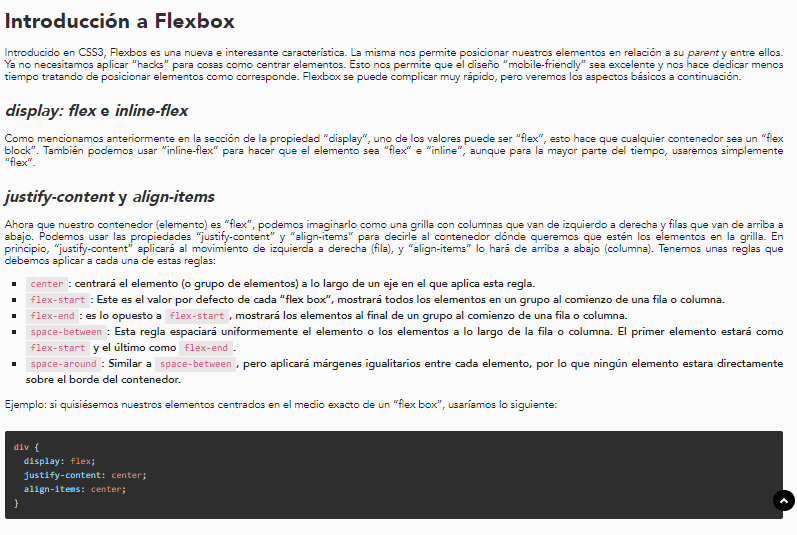 Introducción a Flexbox
Introducido en CSS3, Flexbos es una nueva e interesante característica. La misma nos permite posicionar nuestros elementos en relación a su parent y entre ellos.
Ya no necesitamos aplicar “hacks” para cosas como centrar elementos. Esto nos permite que el diseño “mobile-friendly” sea excelente y nos hace dedicar menos
tiempo tratando de posicionar elementos como corresponde. Flexbox se puede complicar muy rápido, pero veremos los aspectos básicos a continuación.
display: flex e inline-flex
Como mencionamos anteriormente en la sección de la propiedad “display”, uno de los valores puede ser “flex”, esto hace que cualquier contenedor sea un “flex
block”. También podemos usar “inline-flex” para hacer que el elemento sea “flex” e “inline”, aunque para la mayor parte del tiempo, usaremos simplemente
“flex”.
justify-content y align-items
Ahora que nuestro contenedor (elemento) es “flex”, podemos imaginarlo como una grilla con columnas que van de izquierdo a derecha y filas que van de arriba a
abajo. Podemos usar las propiedades “justify-content” y “align-items” para decirle al contenedor dónde queremos que estén los elementos en la grilla. En
principio, “justify-content” aplicará al movimiento de izquierda a derecha (fila), y “align-items” lo hará de arriba a abajo (columna). Tenemos unas reglas que
debemos aplicar a cada una de estas reglas:
▪ center : centrará el elemento (o grupo de elementos) a lo largo de un eje en el que aplica esta regla.
▪ flex-start : Este es el valor por defecto de cada “flex box”, mostrará todos los elementos en un grupo al comienzo de una fila o columna.
▪ flex-end : es lo opuesto a flex-start , mostrará los elementos al final de un grupo al comienzo de una fila o columna.
▪ space-between : Esta regla espaciará uniformemente el elemento o los elementos a lo largo de la fila o columna. El primer elemento estará como
flex-start y el último como flex-end .
▪ space-around : Similar a space-between , pero aplicará márgenes igualitarios entre cada elemento, por lo que ningún elemento estara directamente
sobre el borde del contenedor.
Ejemplo: si quisiésemos nuestros elementos centrados en el medio exacto de un “flex box”, usaríamos lo siguiente:
div {
display: flex;
justify-content: center;
align-items: center;
}